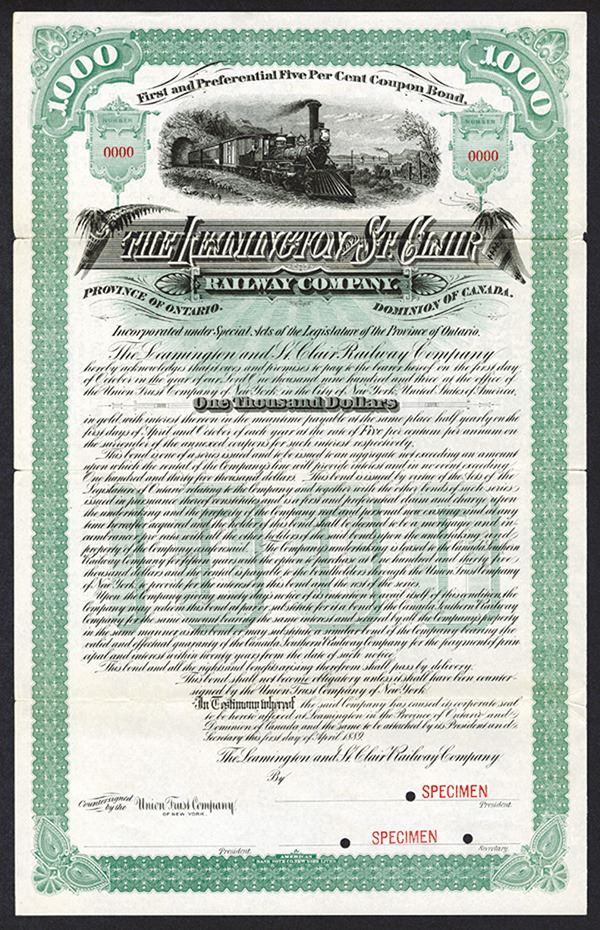 1000
1000
First and Preferential Five Per Cent Coupon Bond.
NUMBER
NUMBER
0000
0000
THE LEAMINGTON AND ST. CLAIR
RAILWAY COMPANY.
PROVINCE OF ONTARIO.
DOMINION OF CANADA.
Incorporated under Special Acts of the Legislature of the Province of Ontario.
The Leamington and St. Clair Railway Company
hereby acknowledges that it owes and promises to pay to the bearer hereof on the first day
of October in the year of our Lord one thousand nine hundred and three at the office of
the Union Trust Company of New York, in the City of New York, United States of America,
One Thousand Dollars
in gold, with interest thereon in the meantime payable at the same place half yearly on the
first days of April and October of each year at the rate of Five per centum per annum on
the surrender of the annexed coupons for such interest respectively.
This bond is one of a series issued and to be issued to an aggregate not exceeding an amount
upon which the rental of the Company's line will provide interest and in no event exceeding
One hundred and thirty five thousand dollars. This bond is issued by virtue of the Acts of the
Legislature of Ontario relating to the Company and together with the other bonds of such series
issued in pursuance thereof constitutes and is a first and preferential claim and charge upon
the undertaking and the property of the Company real and personal now existing and at any
time hereafter acquired and the holder of this bond shall be deemed to be a mortgagee and in-
cumbrancer pro rata with all the other holders of the said bonds upon the undertaking and
property of the Company as aforesaid. The Company's undertaking is leased to the Canada Southern
Railway Company for fifteen years with the option to purchase at one hundred and thirty five
thousand dollars and the rental is payable to the bondholders through the Union Trust Company
of New York, as provides for the interest on this bond and the rest of the series.
Upon the Company giving ninety days notice of its intention to avail itself of this condition, the
Company may redeem this bond at par or substitute for it a bond of the Canada Southern Railway
Company for the same amount bearing the same interest and signed by all the Companys liable thereby
in the same manner as this bond or may substitute a similar bond of the Company bearing the
valid and effectual guaranty of the Canada Southern Railway Company for the payment of prin-
cipal and interest within twenty years from the date of such notice.
This bond and all the rights and benefits arising therefrom shall pass by delivery.
This bond shall not become obligatory unless it shall have been counter-
signed by the Union Trust Company of New York.
In Testimony whereof the said Company has caused its corporate seal
to be hereto affixed at Leamington in the Province of Ontario and
Dominion of Canada and the same to be attached by its President and
Secretary this first day of April 1889.
The Leamington and St. Clair Railway Company
By
SPECIMEN
President.
Countersigned by the Union Trust Company
OF NEW YORK.
SPECIMEN
President.
Secretary.
AMERICAN
BANK NOTE CO. NEW YORK